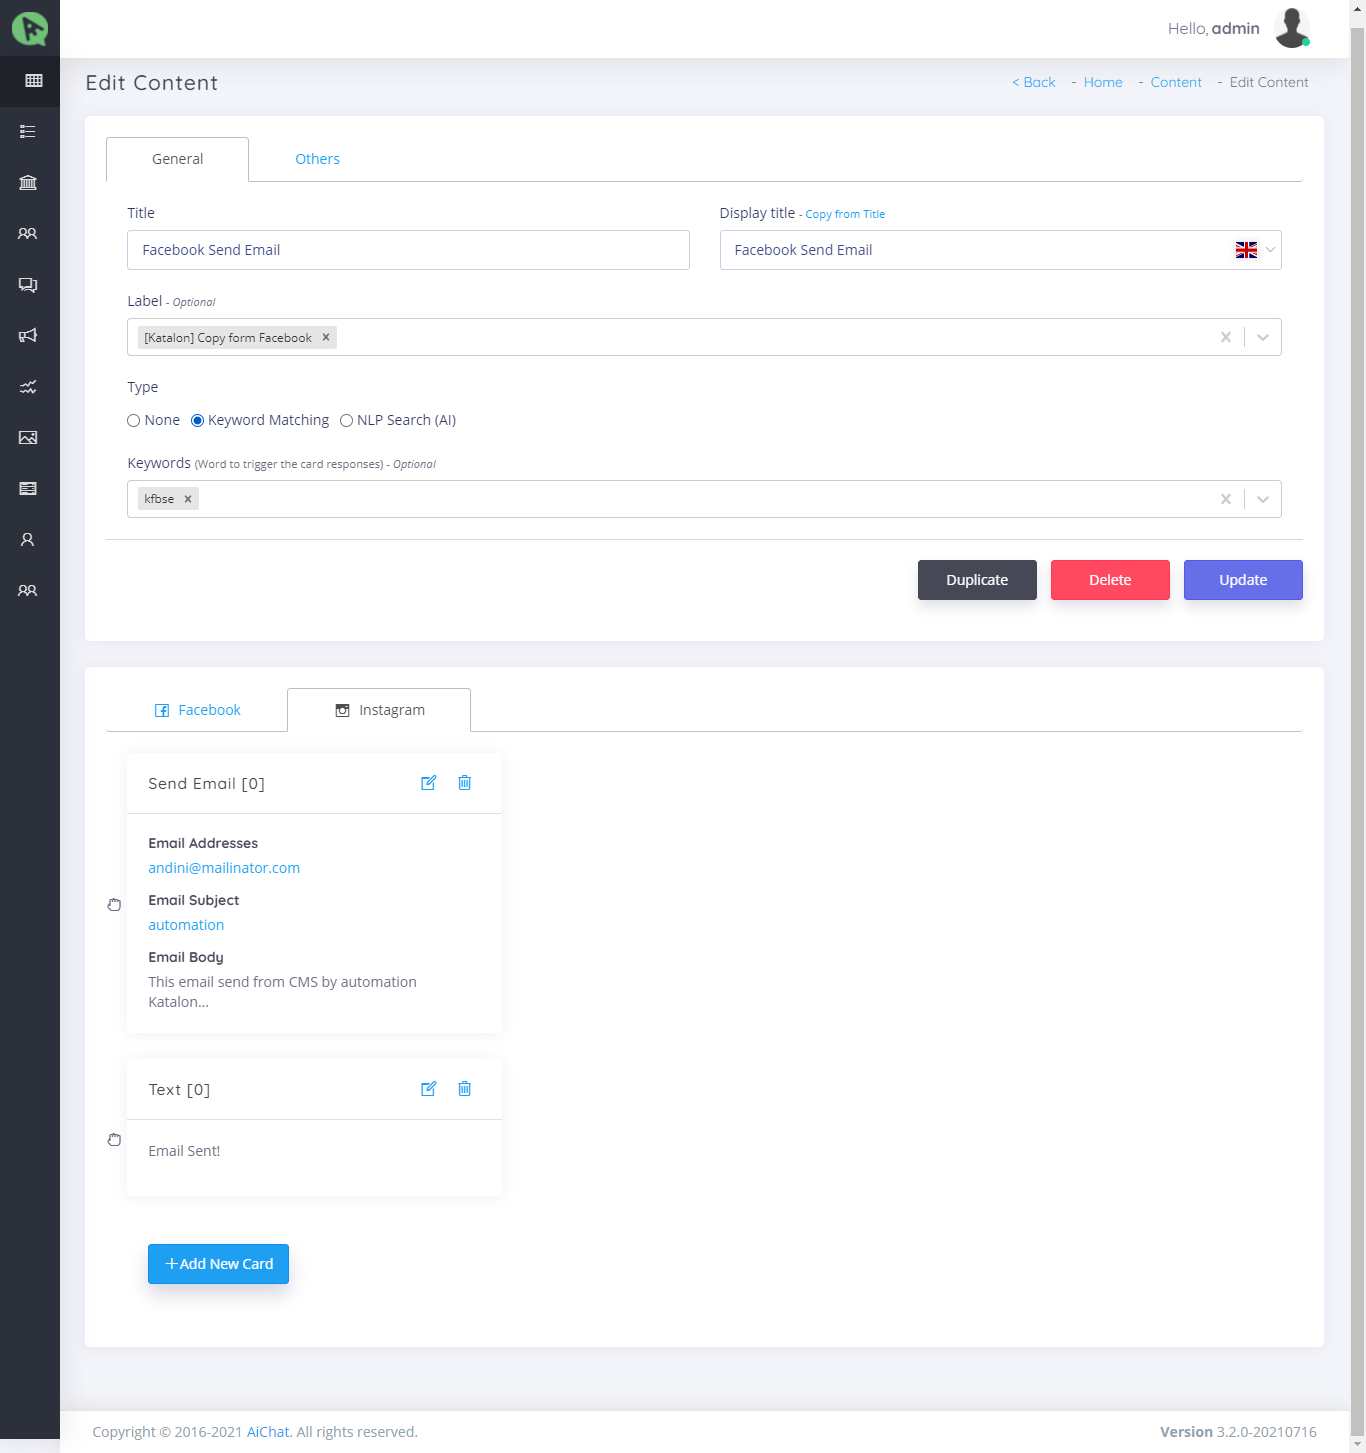 Hello, admin
Edit Content
< Back - Home - Content - Edit Content
General Others
Title
Facebook Send Email
Display title - Copy from Title
Facebook Send Email
Label - Optional
[Katalon] Copy form Facebook ×
Type
None Keyword Matching NLP Search (AI)
Keywords (Word to trigger the card responses) - Optional
kfbse ×
Duplicate Delete Update
Facebook Instagram
Send Email [0]
Email Addresses
andini@mailinator.com
Email Subject
automation
Email Body
This email send from CMS by automation
Katalon...
Text [0]
Email Sent!
+Add New Card
Copyright © 2016-2021 AiChat. All rights reserved.
Version 3.2.0-20210716